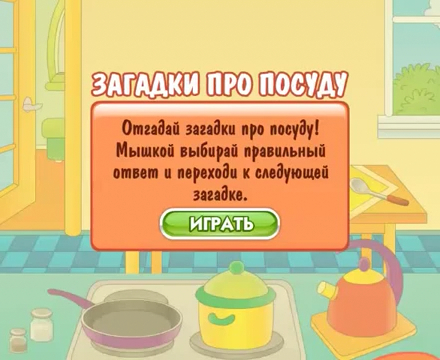 ЗАГАДКИ ПРО ПОСУДУ
Отгадай загадки про посуду!
Мышкой выбирай правильный
ответ и переходи к следующей
загадке.
ИГРАТЬ